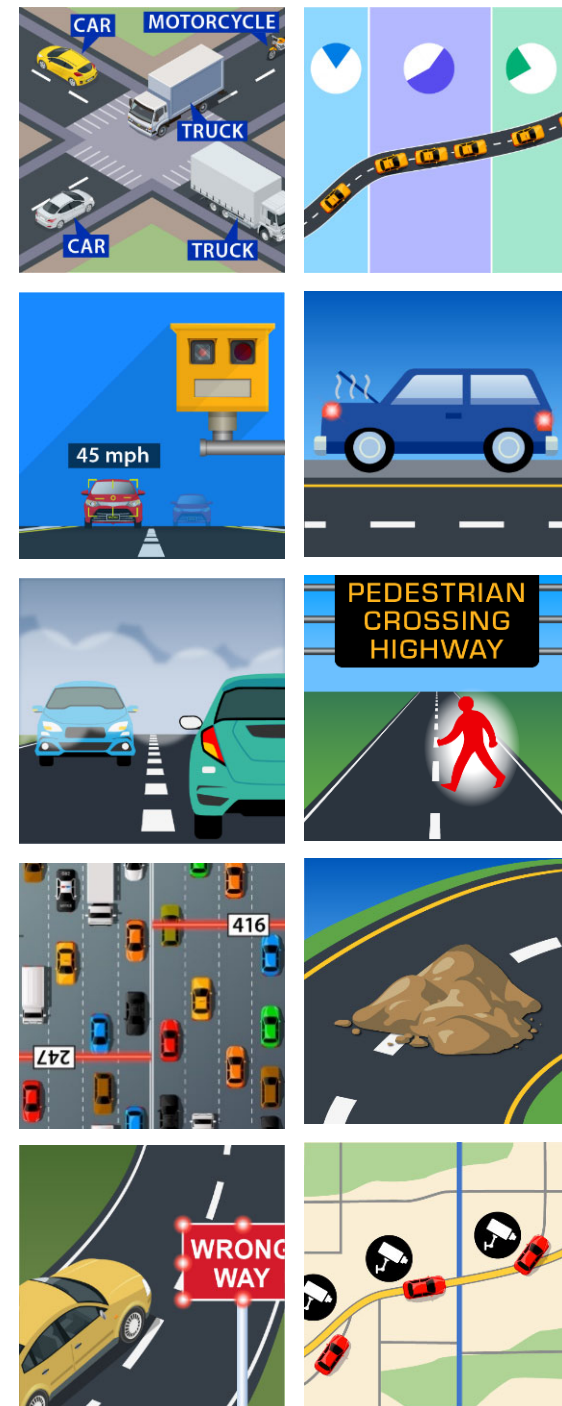 CAR
MOTORCYCLE
TRUCK
CAR
TRUCK
45 mph
PEDESTRIAN
CROSSING
HIGHWAY
416
247
WRONG
WAY